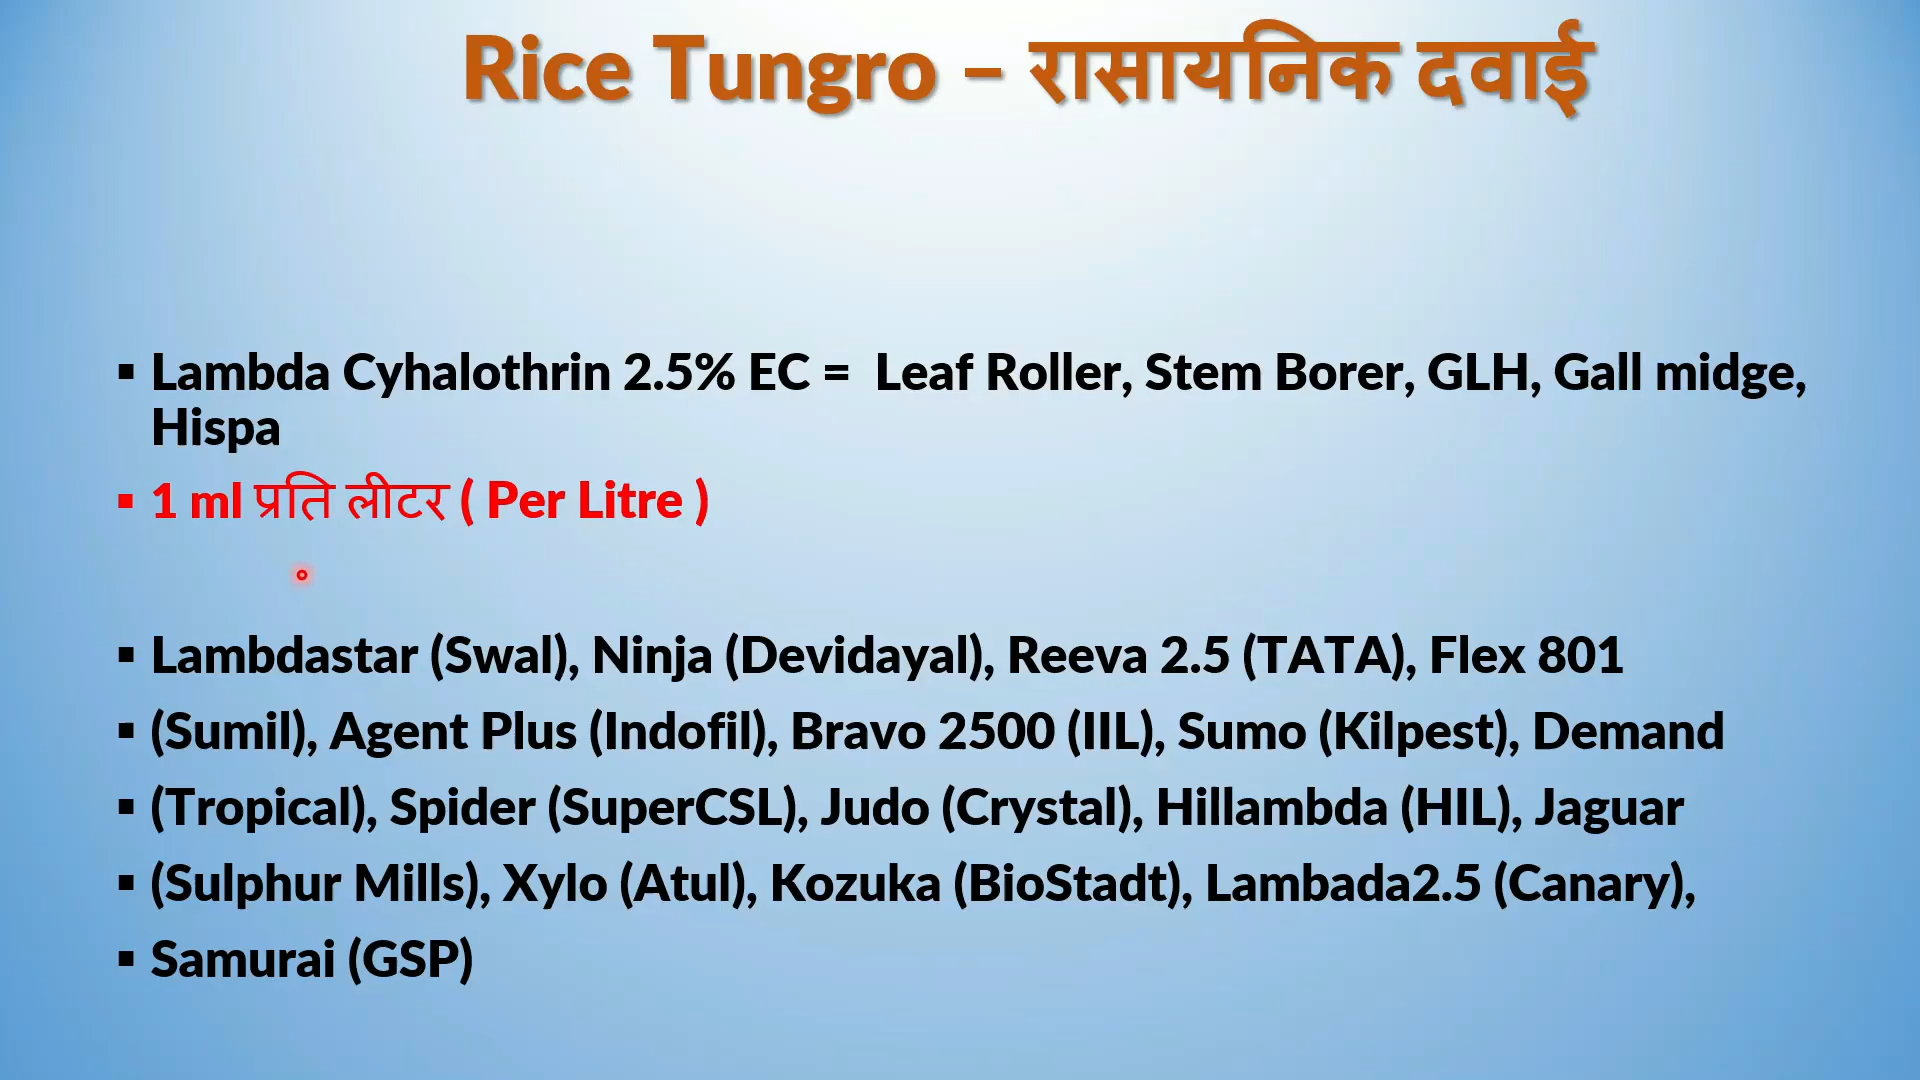 Rice Tungro – रासायनिक दवाई
▪ Lambda Cyhalothrin 2.5% EC = Leaf Roller, Stem Borer, GLH, Gall midge,
Hispa
▪ 1 ml प्रति लीटर ( Per Litre )
▪ Lambdastar (Swal), Ninja (Devidayal), Reeva 2.5 (TATA), Flex 801
▪ (Sumil), Agent Plus (Indofil), Bravo 2500 (IIL), Sumo (Kilpest), Demand
▪ (Tropical), Spider (SuperCSL), Judo (Crystal), Hillambda (HIL), Jaguar
▪ (Sulphur Mills), Xylo (Atul), Kozuka (BioStadt), Lambada2.5 (Canary),
▪ Samurai (GSP)